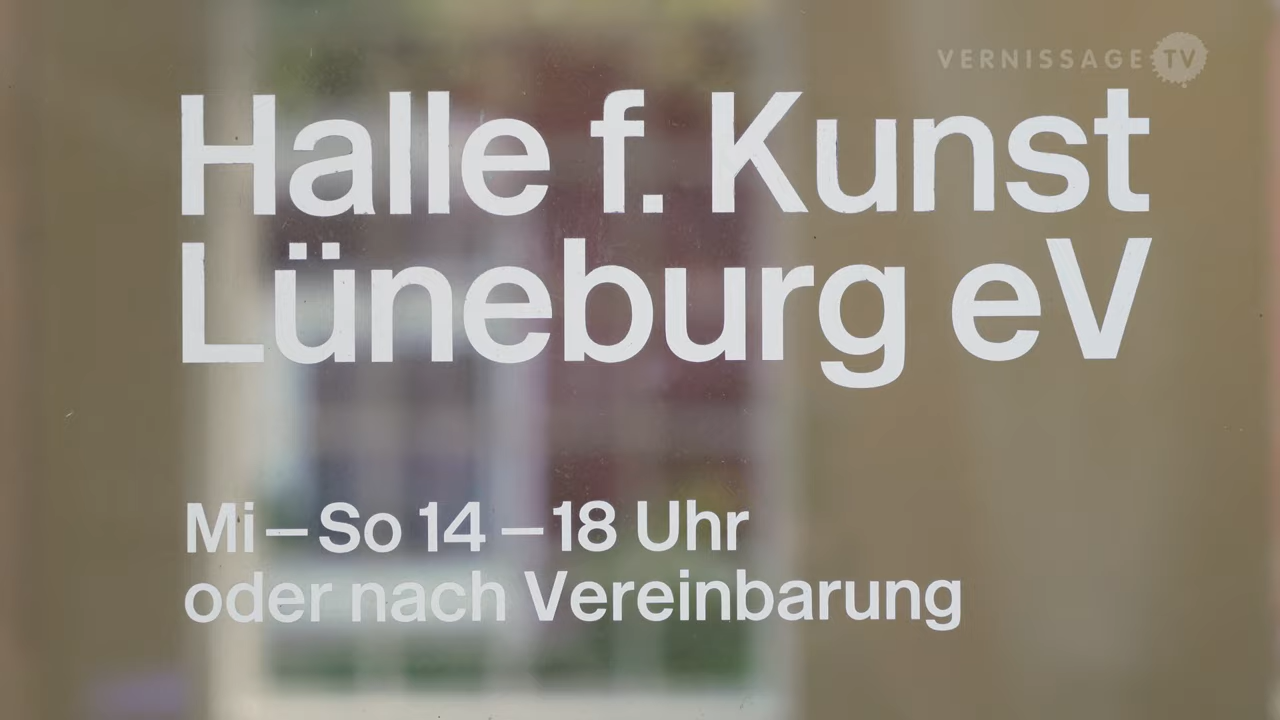 VERNISSAGE TV
Halle f. Kunst
Lüneburg eV
Mi – So 14 – 18 Uhr
oder nach Vereinbarung